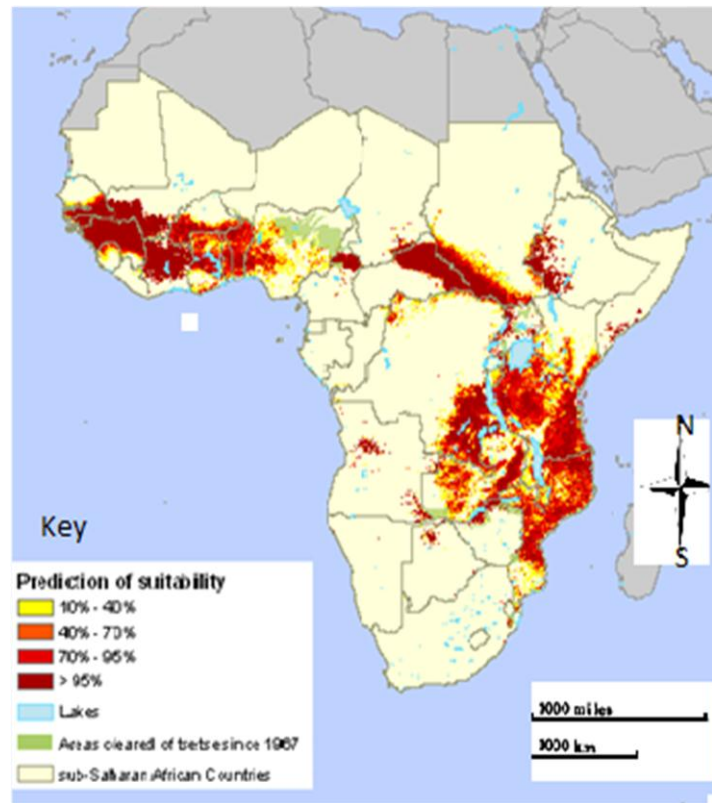 N
S
Key
Prediction of suitability
10% - 40%
40% - 70%
70% - 95%
> 95%
Lakes
Areas cleared of tsetse since 1967
sub-Saharan African Countries
1000 miles
1000 km